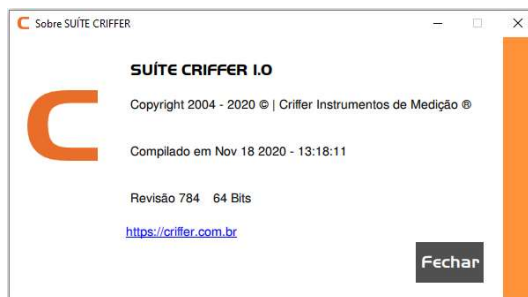 Sobre SUÍTE CRIFFER
SUÍTE CRIFFER 1.0
Copyright 2004 - 2020 © | Criffer Instrumentos de Medição ®
Compilado em Nov 18 2020 - 13:18:11
Revisão 784    64 Bits
https://criffer.com.br
Fechar